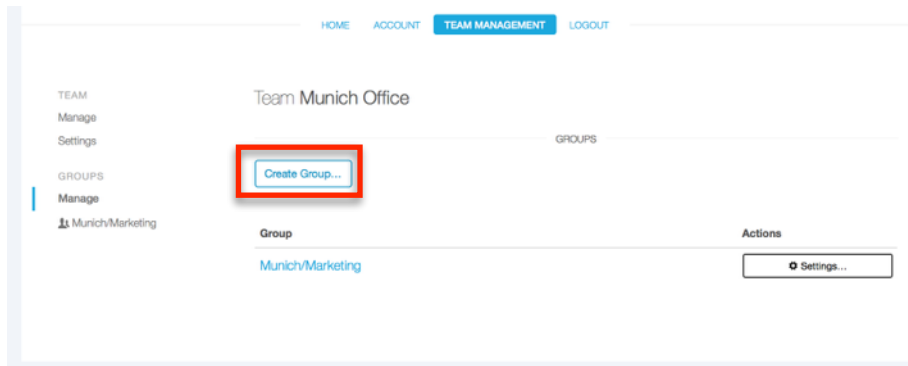 HOME ACCOUNT TEAM MANAGEMENT LOGOUT
TEAM
Manage
Settings
GROUPS
Manage
Munich/Marketing
Team Munich Office
GROUPS
Create Group...
Group Actions
Munich/Marketing Settings...